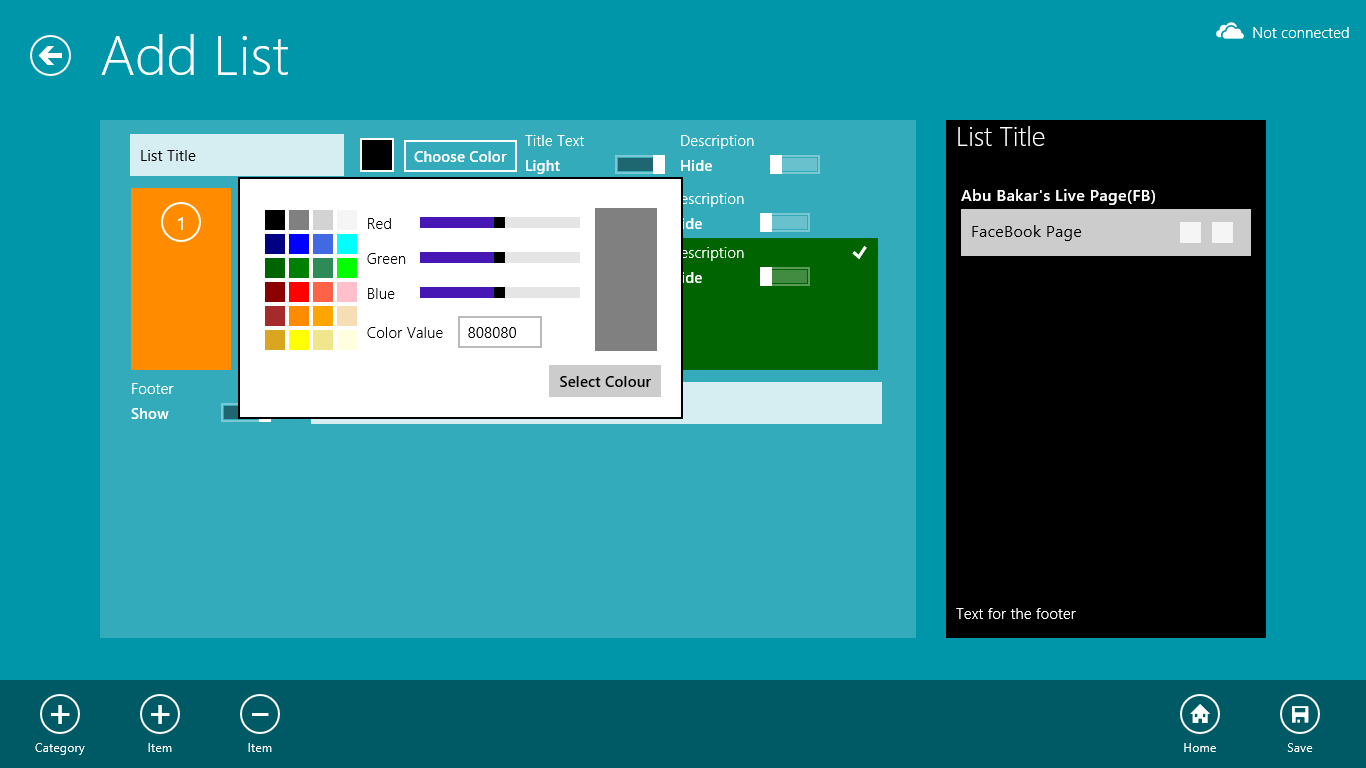 Add List
Not connected
List Title
Choose Color
Title Text
Light
Description
Hide
1
escription
ide
escription
ide
Red
Green
Blue
Color Value
808080
Select Colour
Footer
Show
List Title
Abu Bakar's Live Page(FB)
FaceBook Page
Text for the footer
Category
Item
Item
Home
Save